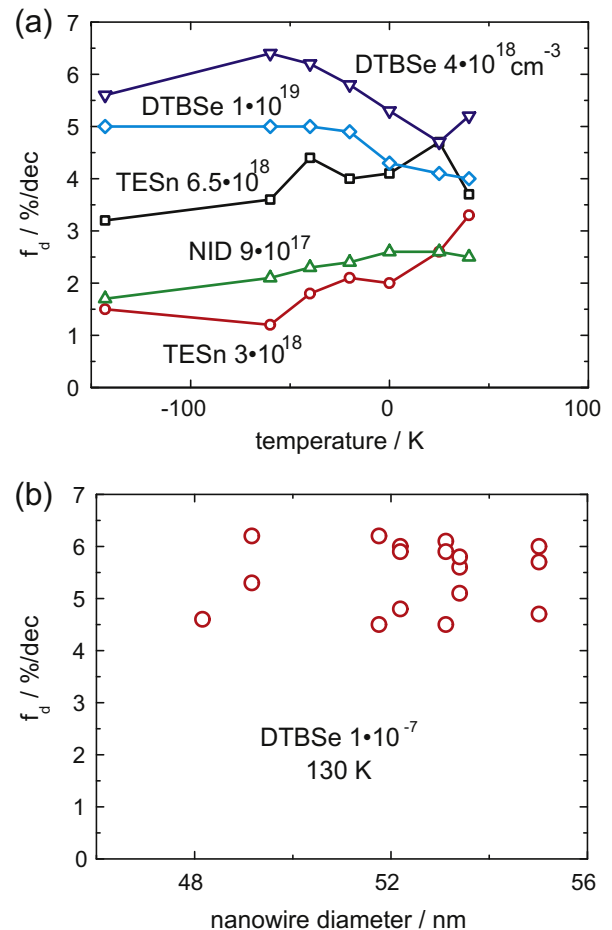 (a)
7
6
5
4
3
2
1
0
f_d / %/dec
DTBSe 4•10^18 cm^-3
DTBSe 1•10^19
TESn 6.5•10^18
NID 9•10^17
TESn 3•10^18
-100 0 100
temperature / K
(b)
7
6
5
4
3
2
1
0
f_d / %/dec
DTBSe 1•10^-7
130 K
48 52 56
nanowire diameter / nm